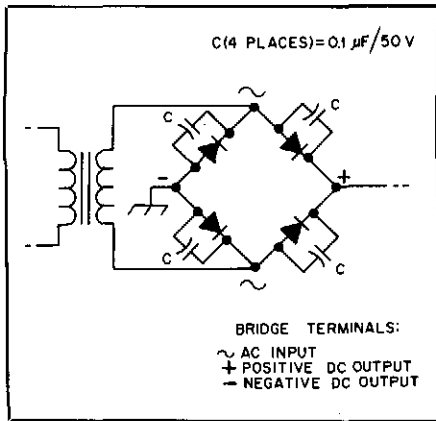 C(4 PLACES)=0.1 µF/50 V
~
C
C
-
+
C
C
~
BRIDGE TERMINALS:
~ AC INPUT
+ POSITIVE DC OUTPUT
- NEGATIVE DC OUTPUT